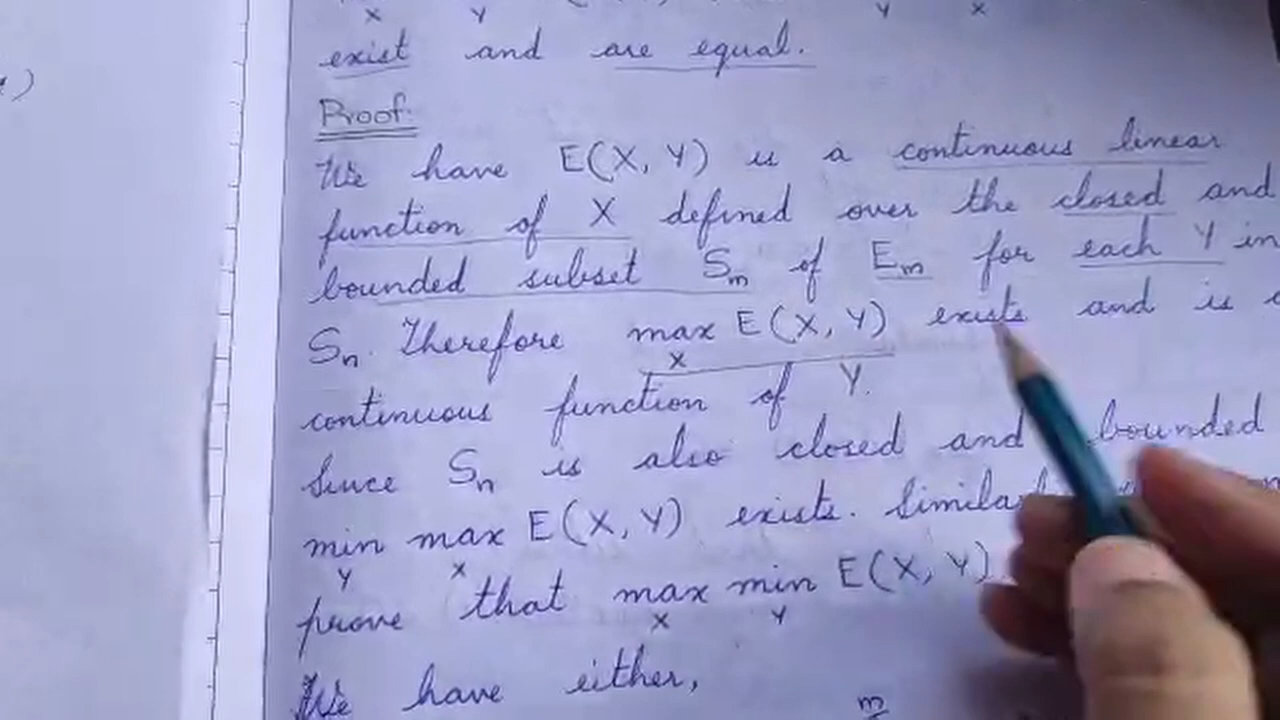 X Y Y X
exist and are equal.
Proof:
We have E(X, Y) is a continuous linear
function of X defined over the closed and
bounded subset Sm of Em for each Y in
Sn. Therefore max E(X, Y) exists and is
X
continuous function of Y.
Since Sn is also closed and bounded
min max E(X, Y) exists.
Y X
prove that max min E(X, Y)
X Y
We have either,
m